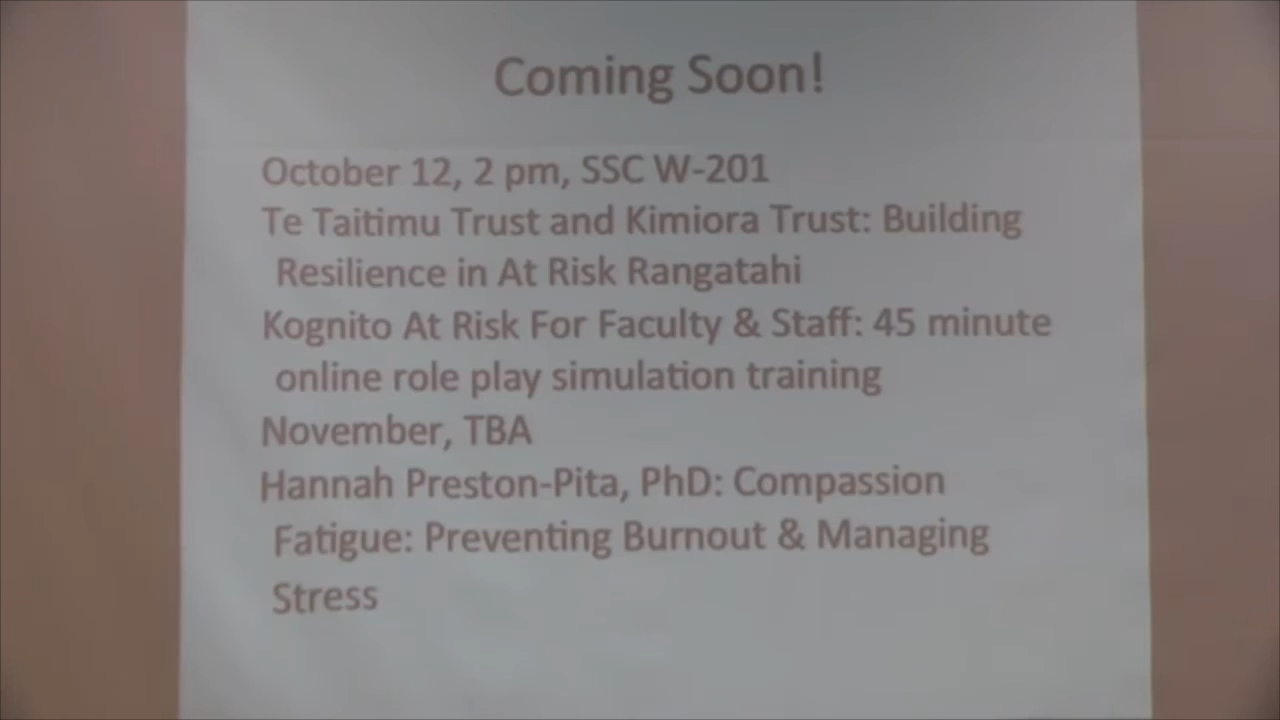 Coming Soon!
October 12, 2 pm, SSC W-201
Te Taitimu Trust and Kimiora Trust: Building
Resilience in At Risk Rangatahi
Kognito At Risk For Faculty & Staff: 45 minute
online role play simulation training
November, TBA
Hannah Preston-Pita, PhD: Compassion
Fatigue: Preventing Burnout & Managing
Stress